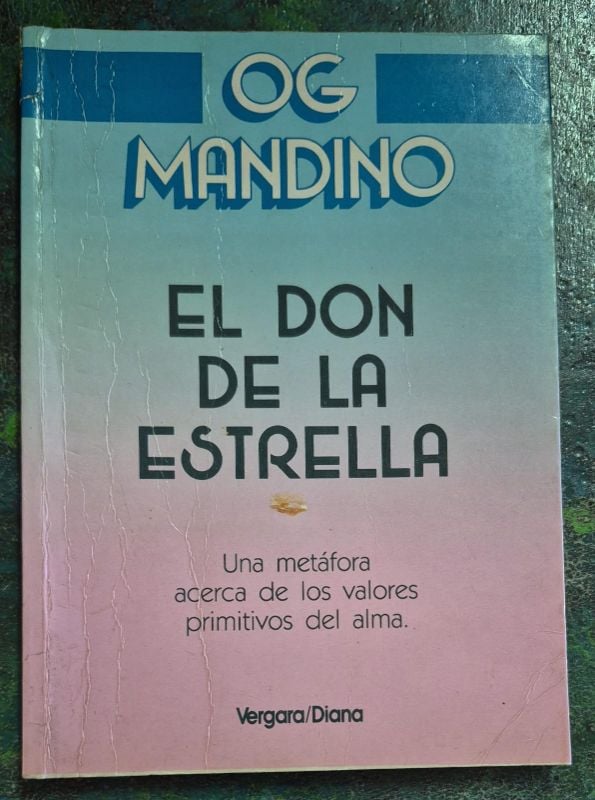 OG
MANDINO
EL DON
DE LA
ESTRELLA
Una metáfora
acerca de los valores
primitivos del alma.
Vergara/Diana